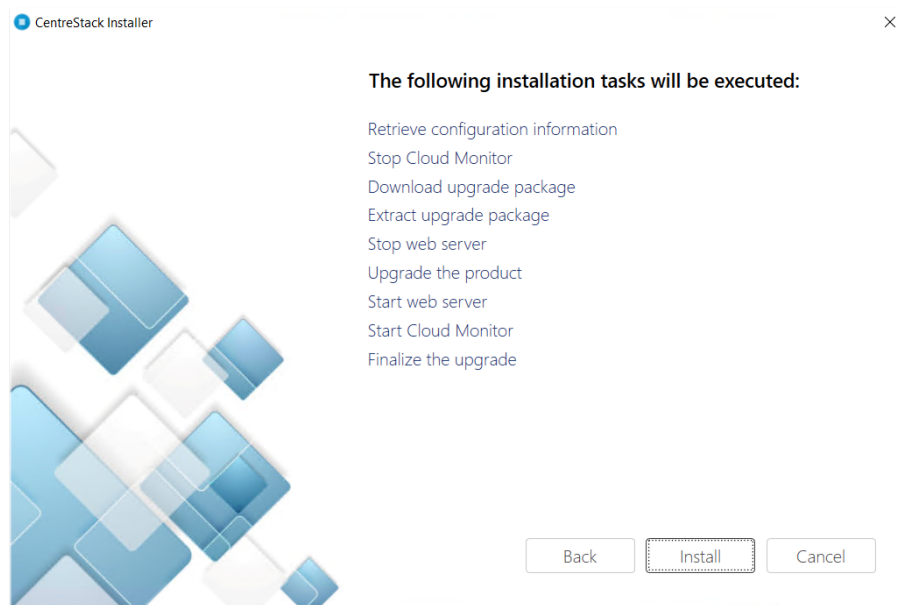 CentreStack Installer
The following installation tasks will be executed:
Retrieve configuration information
Stop Cloud Monitor
Download upgrade package
Extract upgrade package
Stop web server
Upgrade the product
Start web server
Start Cloud Monitor
Finalize the upgrade
Back
Install
Cancel